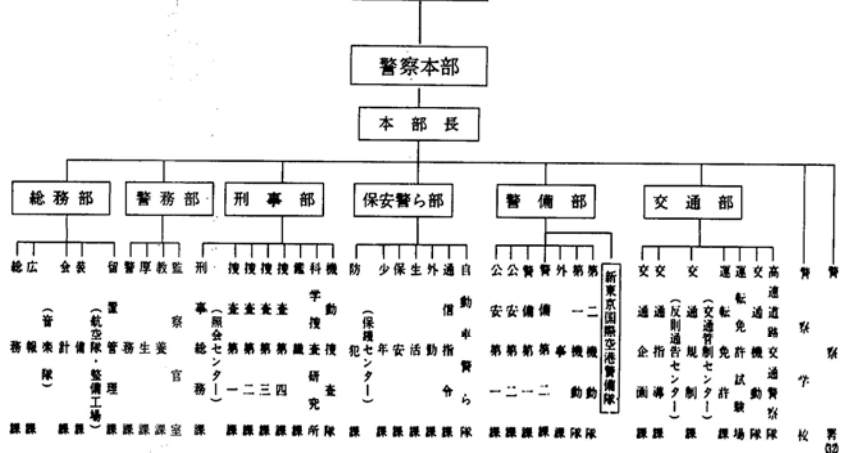 警察本部
本部長
総務部
警務部
刑事部
保安警ら部
警備部
交通部
総務課
広報課
(音楽隊)
会計課
装備課
(航空隊・整備工場)
留置管理課
警務課
厚生課
教養課
監察官室
刑事総務課
(照会センター)
捜査第一課
捜査第二課
捜査第三課
捜査第四課
鑑識課
科学捜査研究所
機動捜査隊
防犯課
(保護センター)
少年課
保安課
生活課
外勤課
通信指令課
自動車警ら隊
公安第一課
公安第二課
警備第一課
警備第二課
外事課
第一機動隊
第二機動隊
新東京国際空港警備隊
交通企画課
交通指導課
(反則通告センター)
交通規制課
(交通管制センター)
運転免許課
運転免許試験場
交通機動隊
高速道路交通警察隊
警察学校
警察署
(32)